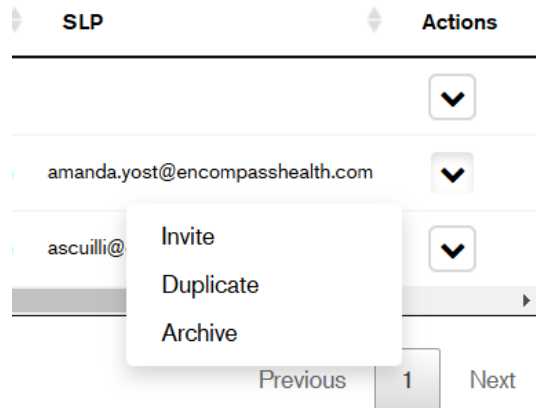 SLP Actions
amanda.yost@encompasshealth.com
ascuilli@
Invite
Duplicate
Archive
Previous 1 Next